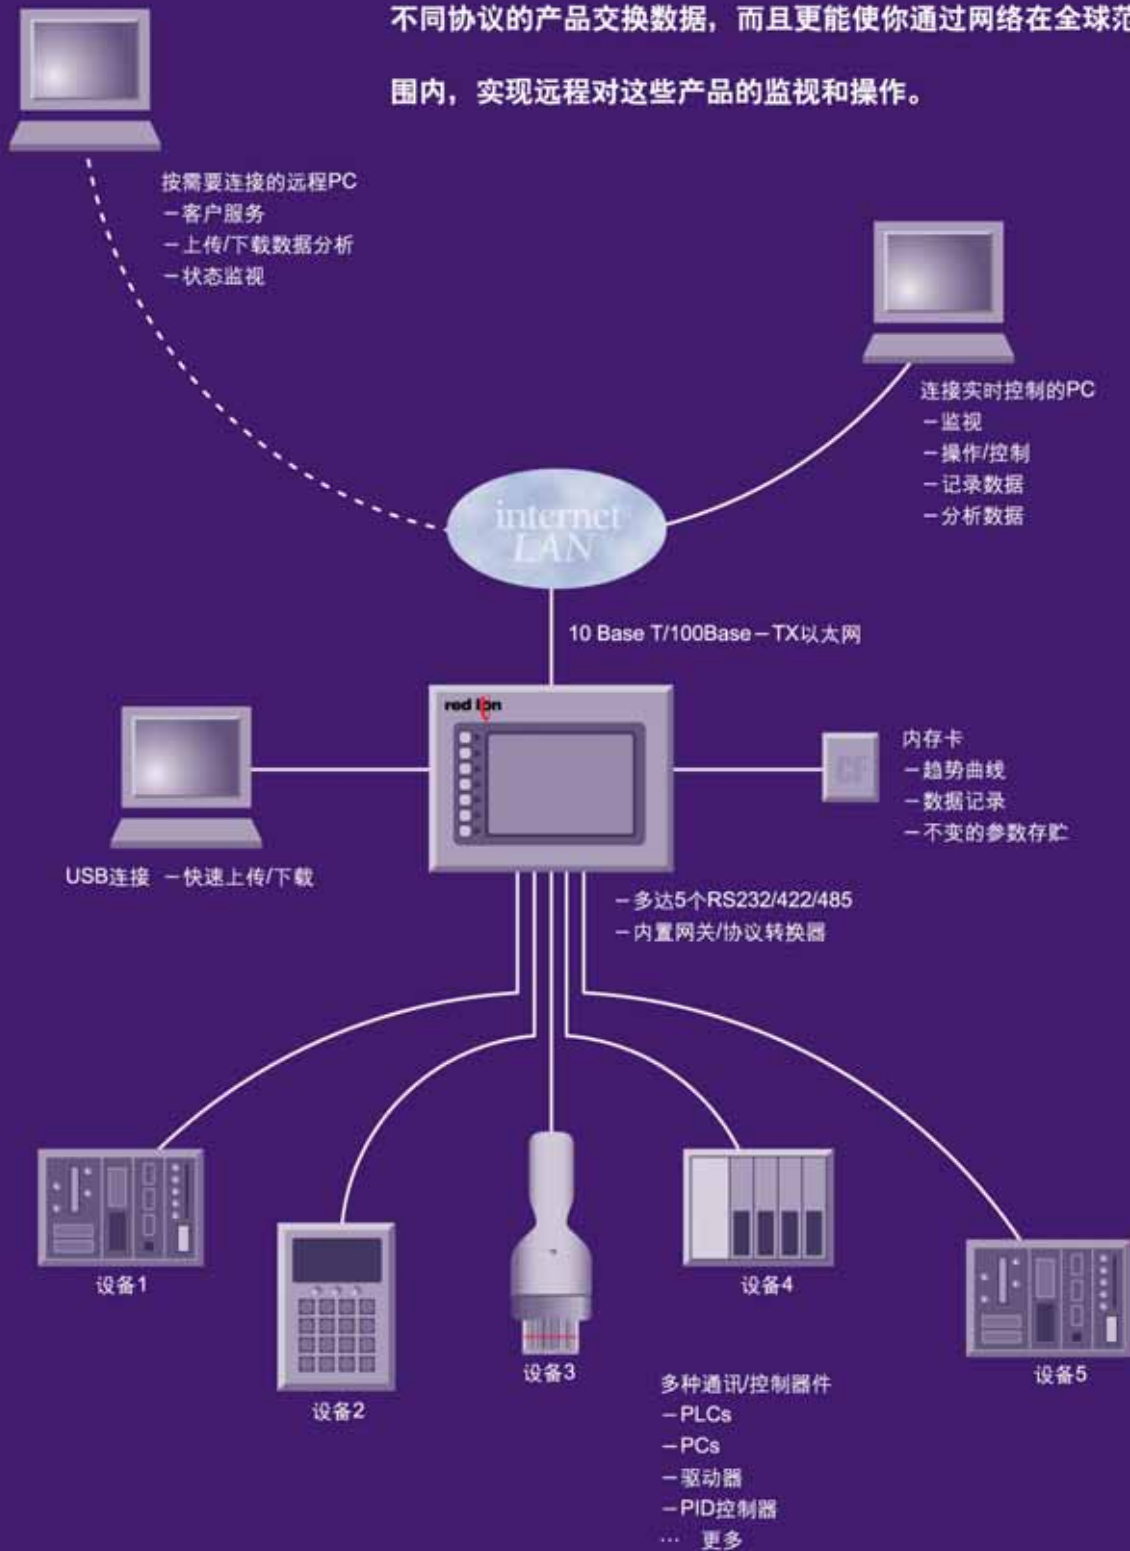 不同协议的产品交换数据，而且更能使你通过网络在全球范
围内，实现远程对这些产品的监视和操作。
按需要连接的远程PC
－客户服务
－上传/下载数据分析
－状态监视
连接实时控制的PC
－监视
－操作/控制
－记录数据
－分析数据
internet
LAN
10 Base T/100Base－TX以太网
red lion
CF
内存卡
－趋势曲线
－数据记录
－不变的参数存贮
USB连接 －快速上传/下载
－多达5个RS232/422/485
－内置网关/协议转换器
设备1
设备2
设备3
设备4
设备5
多种通讯/控制器件
－PLCs
－PCs
－驱动器
－PID控制器
… 更多